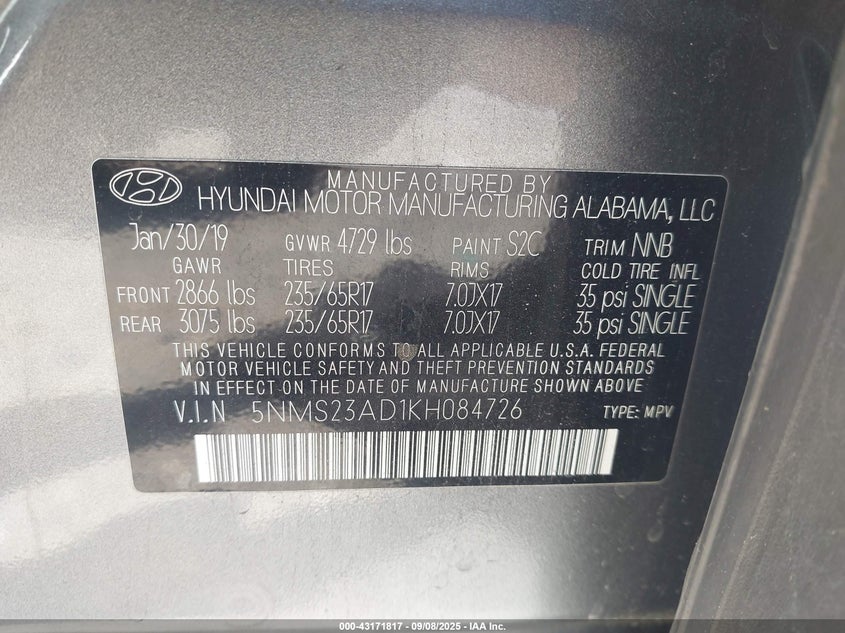 MANUFACTURED BY
HYUNDAI MOTOR MANUFACTURING ALABAMA, LLC
Jan/30/19 GVWR 4729 lbs PAINT S2C TRIM NNB
GAWR TIRES RIMS COLD TIRE INFL
FRONT 2866 lbs 235/65R17 7.0JX17 35 psi SINGLE
REAR 3075 lbs 235/65R17 7.0JX17 35 psi SINGLE
THIS VEHICLE CONFORMS TO ALL APPLICABLE U.S.A. FEDERAL
MOTOR VEHICLE SAFETY AND THEFT PREVENTION STANDARDS
IN EFFECT ON THE DATE OF MANUFACTURE SHOWN ABOVE
V.I.N 5NMS23AD1KH084726 TYPE: MPV
000-43171817 - 09/08/2025 - IAA Inc.